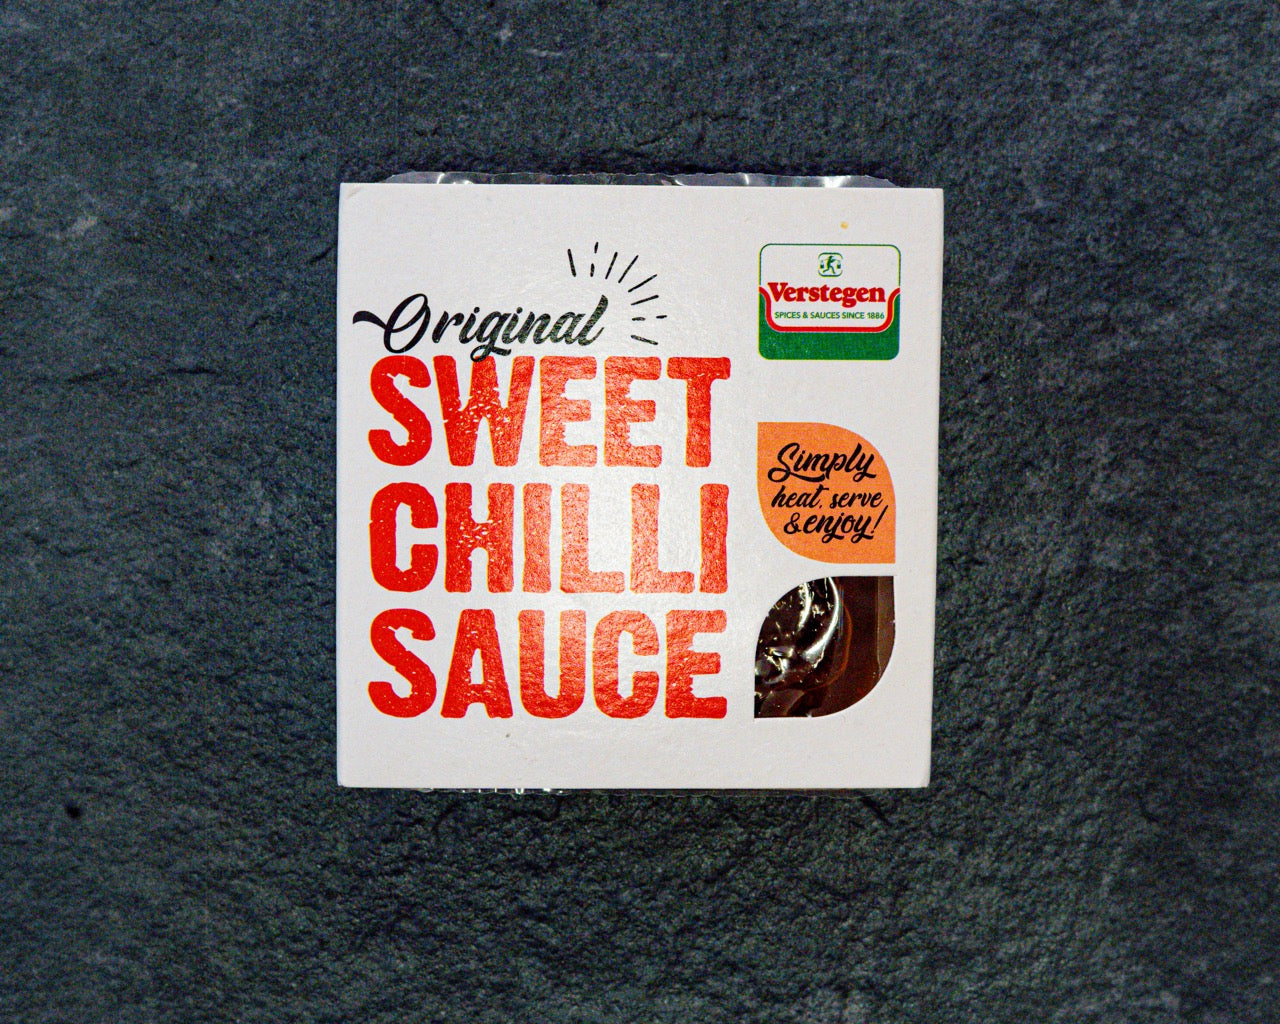 Original
SWEET
CHILLI
SAUCE
Verstegen
SPICES & SAUCES SINCE 1886
Simply
heat, serve
& enjoy!